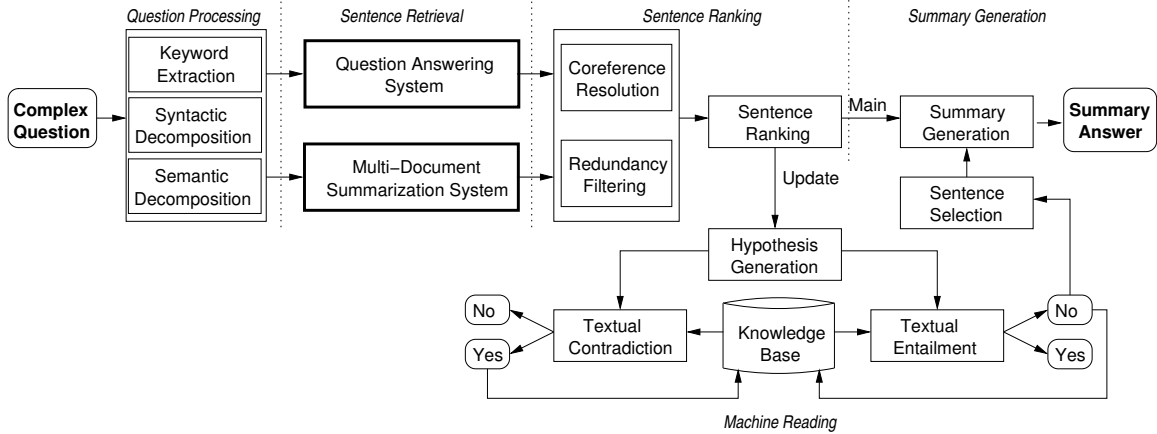 Question Processing
Sentence Retrieval
Sentence Ranking
Summary Generation
Complex
Question
Keyword
Extraction
Syntactic
Decomposition
Semantic
Decomposition
Question Answering
System
Multi−Document
Summarization System
Coreference
Resolution
Redundancy
Filtering
Sentence
Ranking
Main
Update
Summary
Generation
Summary
Answer
Sentence
Selection
Hypothesis
Generation
No
Yes
Textual
Contradiction
Knowledge
Base
Textual
Entailment
No
Yes
Machine Reading